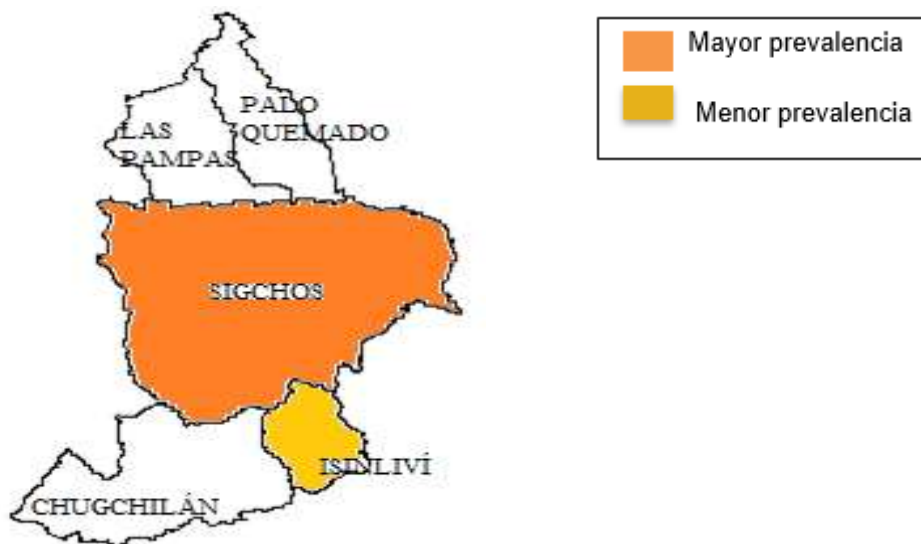 Mayor prevalencia
Menor prevalencia
PALO
QUEMADO
LAS
PAMPAS
SIGCHOS
ISINLIVÍ
CHUGCHILÁN